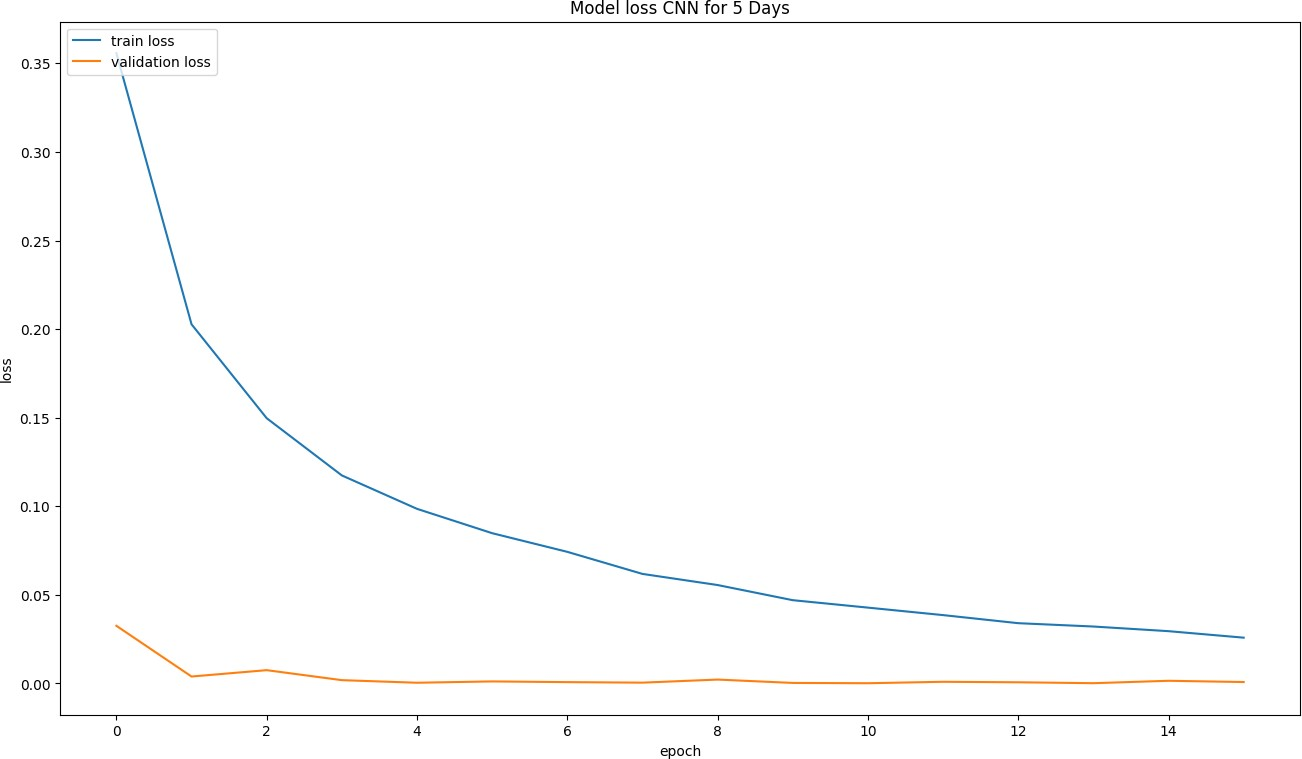 Model loss CNN for 5 Days
train loss
validation loss
0.35
0.30
0.25
0.20
0.15
0.10
0.05
0.00
loss
0 2 4 6 8 10 12 14
epoch